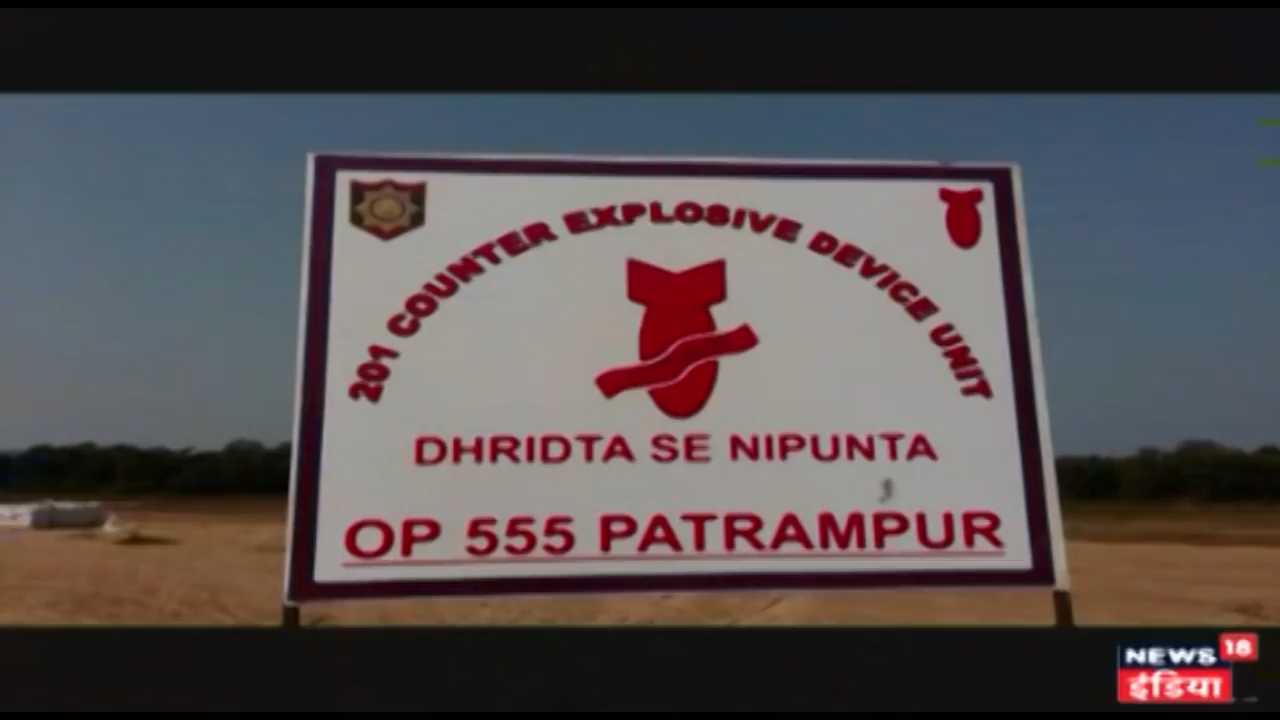 201 COUNTER EXPLOSIVE DEVICE UNIT
DHRIDTA SE NIPUNTA
OP 555 PATRAMPUR
NEWS 18
इंडिया